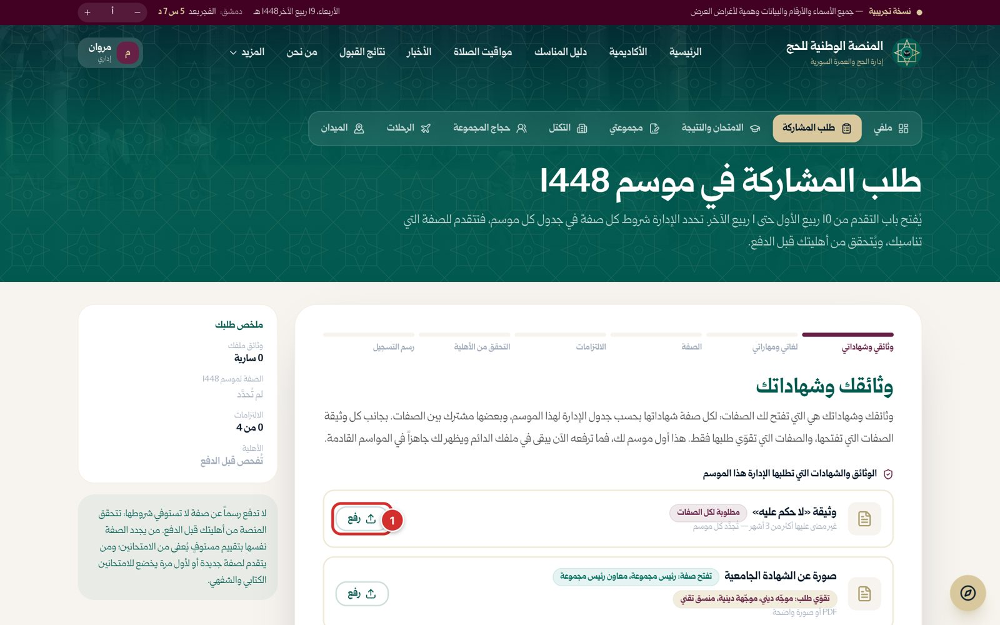 نسخة تجريبية — جميع الأسماء والأرقام والبيانات وهمية لأغراض العرض
الأربعاء، 19 ربيع الآخر 1448 هـ
دمشق: الفجر بعد 5 س 7 د
− أ +
المنصة الوطنية للحج
إدارة الحج والعمرة السورية
الرئيسية
الأكاديمية
دليل المناسك
مواقيت الصلاة
الأخبار
نتائج القبول
من نحن
المزيد
م
مروان
إداري
ملفي
طلب المشاركة
الامتحان والنتيجة
مجموعتي
التكتل
حجاج المجموعة
الرحلات
الميدان
طلب المشاركة في موسم 1448
يُفتح باب التقدم من 10 ربيع الأول حتى 1 ربيع الآخر. تحدد الإدارة شروط كل صفة في جدول كل موسم، فتتقدم للصفة التي
تناسبك، ويُتحقق من أهليتك قبل الدفع.
وثائقي وشهاداتي
لغاتي ومهاراتي
الصفة
الالتزامات
التحقق من الأهلية
رسم التسجيل
وثائقك وشهاداتك
وثائقك وشهاداتك هي التي تفتح لك الصفات: لكل صفة شهاداتها بحسب جدول الإدارة لهذا الموسم، وبعضها مشترك بين الصفات. بجانب كل وثيقة
الصفات التي تفتحها، والصفات التي تقوّي طلبها فقط. هذا أول موسم لك، فما ترفعه الآن يبقى في ملفك الدائم ويظهر لك جاهزاً في المواسم القادمة.
الوثائق والشهادات التي تطلبها الإدارة هذا الموسم
وثيقة «لا حكم عليه» مطلوبة لكل الصفات
غير مضى عليها أكثر من 3 أشهر — تُجدَّد كل موسم
1
رفع
صورة عن الشهادة الجامعية تفتح صفة: رئيس مجموعة، معاون رئيس مجموعة
تقوّي طلب: موجّه ديني، موجّهة دينية، منسق تقني
PDF أو صورة واضحة
رفع
ملخص طلبك
وثائق ملفك
0 سارية
الصفة لموسم 1448
لم تُحدَّد
الالتزامات
0 من 4
الأهلية
تُفحص قبل الدفع
لا تدفع رسماً عن صفة لا تستوفي شروطها: تتحقق
المنصة من أهليتك قبل الدفع. من يجدد الصفة
نفسها بتقييم مستوفٍ يُعفى من الامتحانين؛ ومن
يتقدم لصفة جديدة أو لأول مرة يخضع للامتحانين
الكتابي والشفهي.